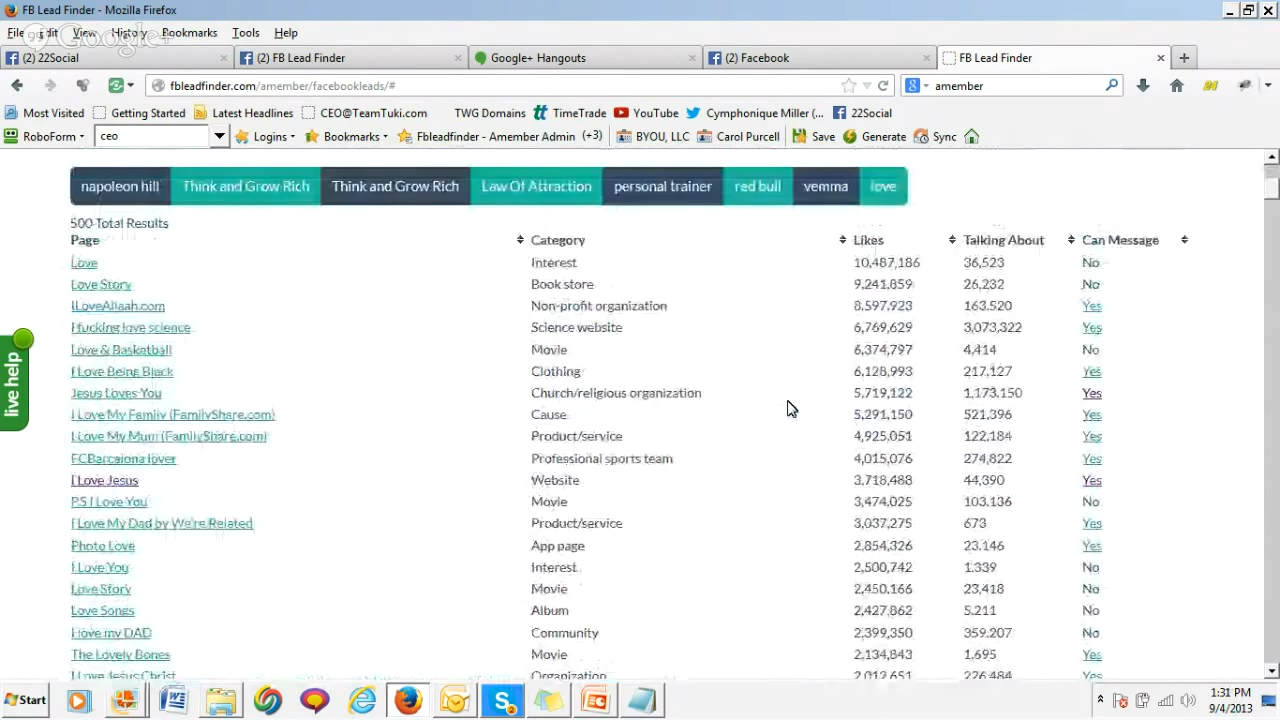 FB Lead Finder - Mozilla Firefox
File Edit View History Bookmarks Tools Help
Google+
(2) 22Social (2) FB Lead Finder Google+ Hangouts (2) Facebook FB Lead Finder
fbleadfinder.com/amember/facebookleads/# amember
Most Visited Getting Started Latest Headlines CEO@TeamTuki.com TWG Domains TimeTrade YouTube Cymphonique Miller (... 22Social
RoboForm ceo Logins Bookmarks Fbleadfinder - Amember Admin (+3) BYOU, LLC Carol Purcell Save Generate Sync
napoleon hill Think and Grow Rich Think and Grow Rich Law Of Attraction personal trainer red bull vemma love
500 Total Results
Page Category Likes Talking About Can Message
Love Interest 10,487,186 36,523 No
Love Story Book store 9,241,859 26,232 No
ILoveAllaah.com Non-profit organization 8,597,923 163,520 Yes
I fucking love science Science website 6,769,629 3,073,322 Yes
Love & Basketball Movie 6,374,797 4,414 No
I Love Being Black Clothing 6,128,993 217,127 Yes
Jesus Loves You Church/religious organization 5,719,122 1,173,150 Yes
I Love My Family (FamilyShare.com) Cause 5,291,150 521,396 Yes
I Love My Mum (FamilyShare.com) Product/service 4,925,051 122,184 Yes
FCBarcelona lover Professional sports team 4,015,076 274,822 Yes
I Love Jesus Website 3,718,488 44,390 Yes
P.S I Love You Movie 3,474,025 103,136 No
I Love My Dad by We're Related Product/service 3,037,275 673 Yes
Photo Love App page 2,854,326 23,146 Yes
I Love You Interest 2,500,742 1,339 No
Love Story Movie 2,450,166 23,418 No
Love Songs Album 2,427,862 5,211 No
I love my DAD Community 2,399,350 359,207 No
The Lovely Bones Movie 2,134,843 1,695 Yes
I Love Jesus Christ Organization 2,012,651 226,484 Yes
live help
Start 1:31 PM
9/4/2013